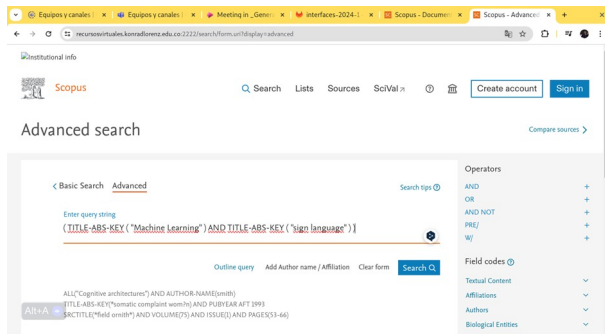 Equipos y canales
Equipos y canales
Meeting in _Gener
interfaces-2024-1
Scopus - Documen
Scopus - Advanced
recursosvirtuales.konradlorenz.edu.co:2222/search/form.uri?display=advanced
Institutional info
Scopus
Search Lists Sources SciVal Create account Sign in
Advanced search
Compare sources
Basic Search Advanced
Search tips
Enter query string
( TITLE-ABS-KEY ( "Machine Learning" ) AND TITLE-ABS-KEY ( "sign language" ) )
Outline query Add Author name / Affiliation Clear form Search
ALL("Cognitive architectures") AND AUTHOR-NAME(smith)
TITLE-ABS-KEY(*somatic complaint wom?n) AND PUBYEAR AFT 1993
SRCTITLE(*field ornith*) AND VOLUME(75) AND ISSUE(1) AND PAGES(53-66)
Alt+A
Operators
AND
OR
AND NOT
PRE/
W/
Field codes
Textual Content
Affiliations
Authors
Biological Entities